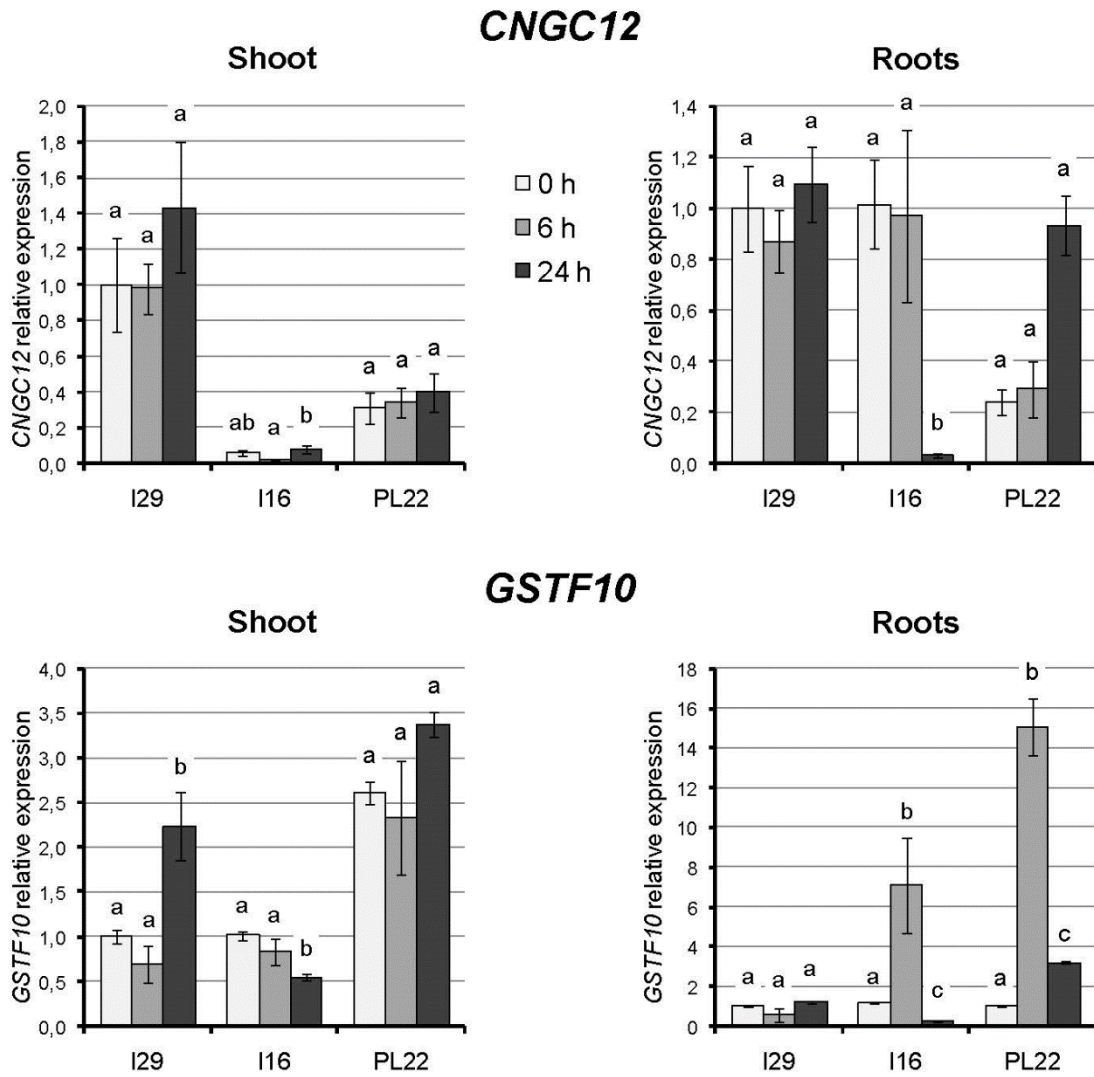 CNGC12
Shoot
CNGC12 relative expression
2,0
1,8
1,6
1,4
1,2
1,0
0,8
0,6
0,4
0,2
0,0
a
a
a
ab
a
b
a
a
a
I29 I16 PL22
0 h
6 h
24 h
Roots
CNGC12 relative expression
1,4
1,2
1,0
0,8
0,6
0,4
0,2
0,0
a
a
a
a
a
b
a
a
a
I29 I16 PL22
GSTF10
Shoot
GSTF10 relative expression
4,0
3,5
3,0
2,5
2,0
1,5
1,0
0,5
0,0
a
a
b
a
a
b
a
a
a
I29 I16 PL22
Roots
GSTF10 relative expression
18
16
14
12
10
8
6
4
2
0
a
a
a
a
b
c
a
b
c
I29 I16 PL22